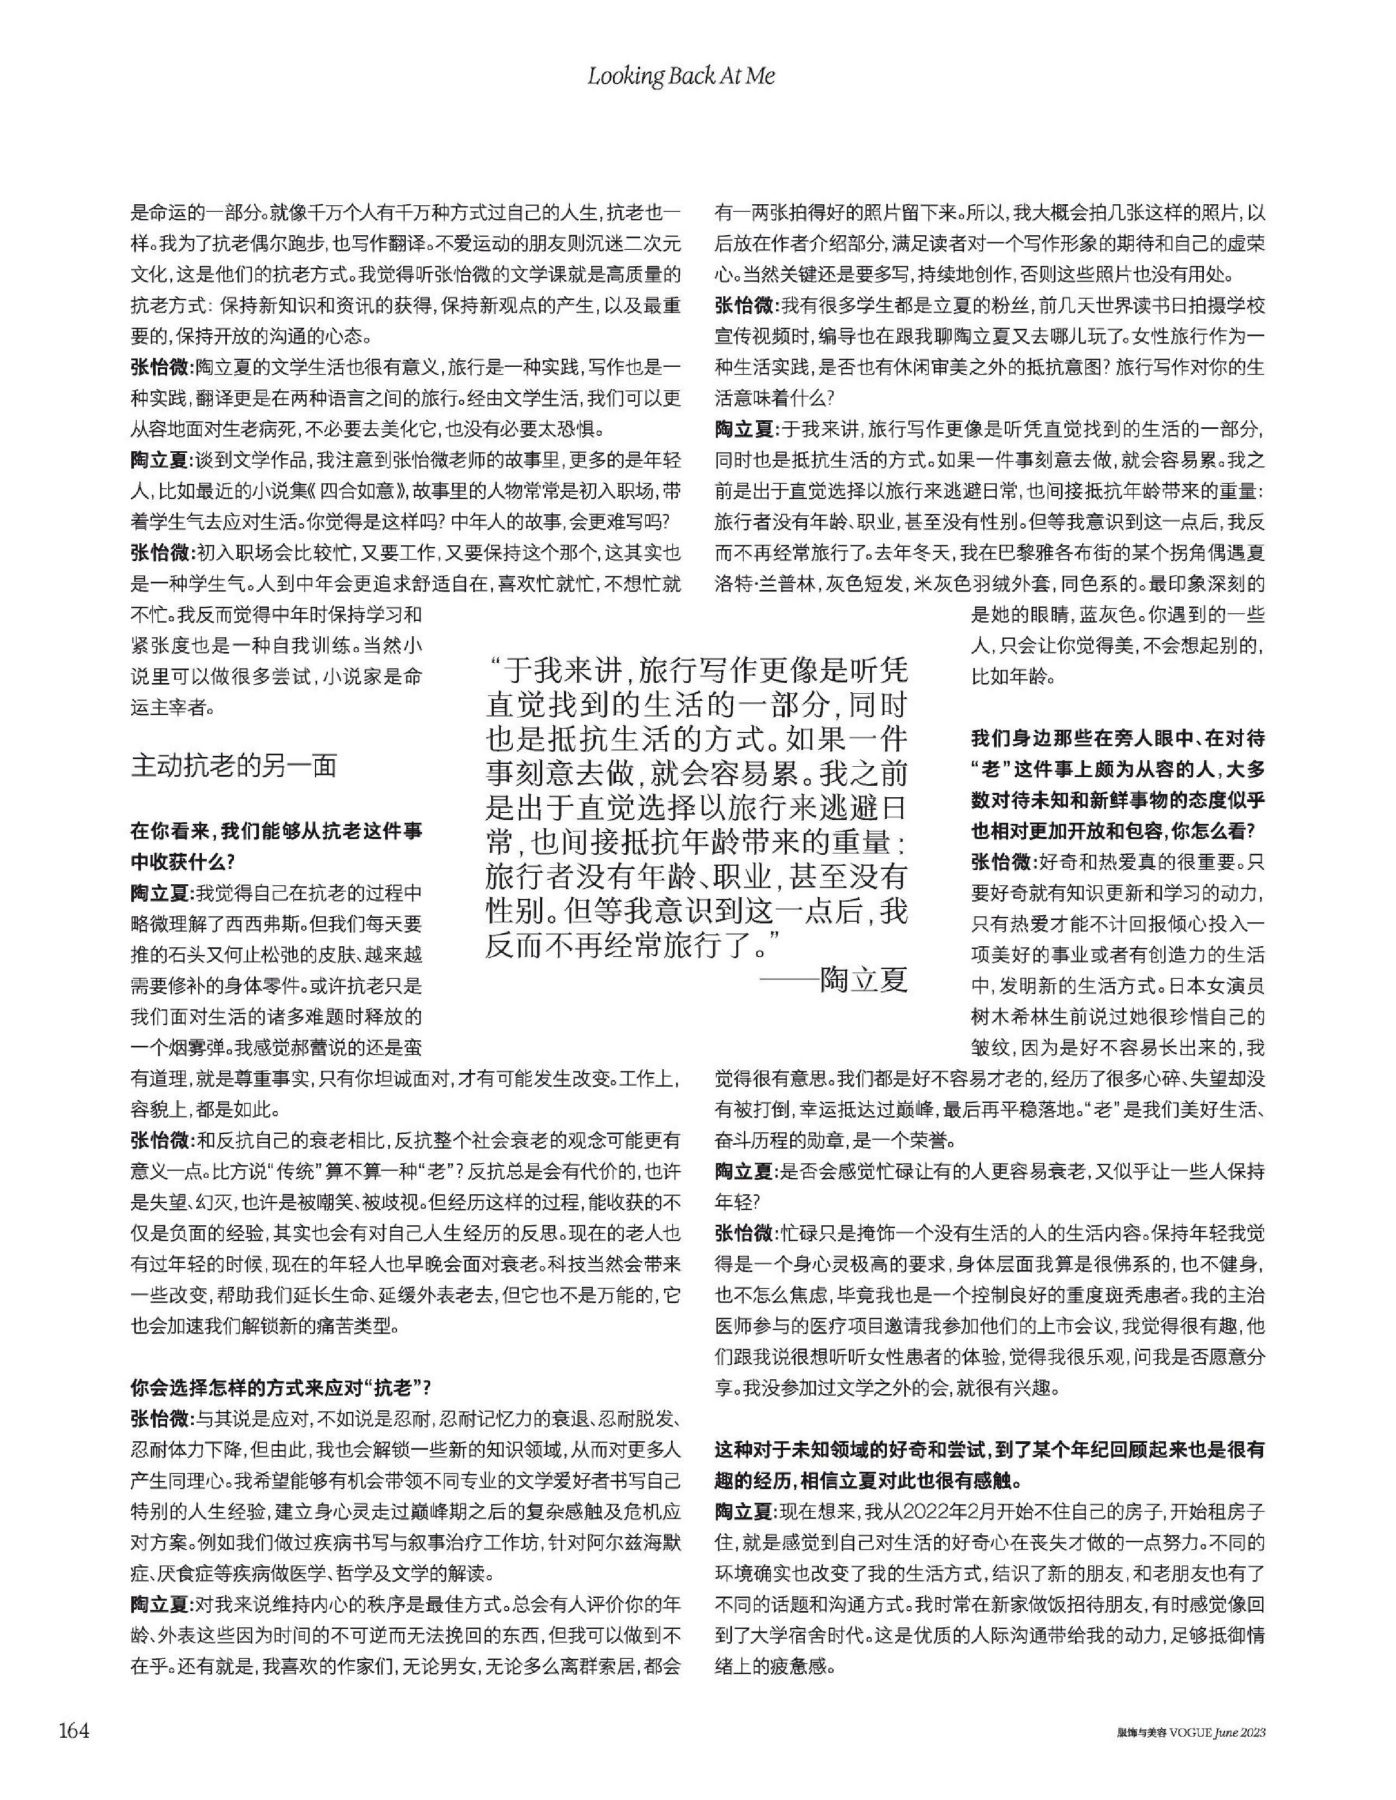 Looking Back At Me
是命运的一部分。就像千万个人有千万种方式过自己的人生,抗老也一
样。我为了抗老偶尔跑步,也写作翻译。不爱运动的朋友则沉迷二次元
文化,这是他们的抗老方式。我觉得听张怡微的文学课就是高质量的
抗老方式：保持新知识和资讯的获得,保持新观点的产生,以及最重
要的,保持开放的沟通的心态。
张怡微:陶立夏的文学生活也很有意义,旅行是一种实践,写作也是一
种实践,翻译更是在两种语言之间的旅行。经由文学生活,我们可以更
从容地面对生老病死,不必要去美化它,也没有必要太恐惧。
陶立夏:谈到文学作品,我注意到张怡微老师的故事里,更多的是年轻
人,比如最近的小说集《四合如意》,故事里的人物常常是初入职场,带
着学生气去应对生活。你觉得是这样吗？中年人的故事,会更难写吗？
张怡微:初入职场会比较忙,又要工作,又要保持这个那个,这其实也
是一种学生气。人到中年会更追求舒适自在,喜欢忙就忙,不想忙就
不忙。我反而觉得中年时保持学习和
紧张度也是一种自我训练。当然小
说里可以做很多尝试,小说家是命
运主宰者。
主动抗老的另一面
在你看来,我们能够从抗老这件事
中收获什么?
陶立夏:我觉得自己在抗老的过程中
略微理解了西西弗斯。但我们每天要
推的石头又何止松弛的皮肤、越来越
需要修补的身体零件。或许抗老只是
我们面对生活的诸多难题时释放的
一个烟雾弹。我感觉郝蕾说的还是蛮
有道理,就是尊重事实,只有你坦诚面对,才有可能发生改变。工作上,
容貌上,都是如此。
张怡微:和反抗自己的衰老相比,反抗整个社会衰老的观念可能更有
意义一点。比方说“传统”算不算一种“老”？反抗总是会有代价的,也许
是失望、幻灭,也许是被嘲笑、被歧视。但经历这样的过程,能收获的不
仅是负面的经验,其实也会有对自己人生经历的反思。现在的老人也
有过年轻的时候,现在的年轻人也早晚会面对衰老。科技当然会带来
一些改变,帮助我们延长生命、延缓外表老去,但它也不是万能的,它
也会加速我们解锁新的痛苦类型。
你会选择怎样的方式来应对“抗老”?
张怡微:与其说是应对,不如说是忍耐,忍耐记忆力的衰退、忍耐脱发、
忍耐体力下降,但由此,我也会解锁一些新的知识领域,从而对更多人
产生同理心。我希望能够有机会带领不同专业的文学爱好者书写自己
特别的人生经验,建立身心灵走过巅峰期之后的复杂感触及危机应
对方案。例如我们做过疾病书写与叙事治疗工作坊,针对阿尔兹海默
症、厌食症等疾病做医学、哲学及文学的解读。
陶立夏:对我来说维持内心的秩序是最佳方式。总会有人评价你的年
龄、外表这些因为时间的不可逆而无法挽回的东西,但我可以做到不
在乎。还有就是,我喜欢的作家们,无论男女,无论多么离群索居,都会
“于我来讲,旅行写作更像是听凭
直觉找到的生活的一部分,同时
也是抵抗生活的方式。如果一件
事刻意去做,就会容易累。我之前
是出于直觉选择以旅行来逃避日
常,也间接抵抗年龄带来的重量:
旅行者没有年龄、职业,甚至没有
性别。但等我意识到这一点后,我
反而不再经常旅行了。”
——陶立夏
有一两张拍得好的照片留下来。所以,我大概会拍几张这样的照片,以
后放在作者介绍部分,满足读者对一个写作形象的期待和自己的虚荣
心。当然关键还是要多写,持续地创作,否则这些照片也没有用处。
张怡微:我有很多学生都是立夏的粉丝,前几天世界读书日拍摄学校
宣传视频时,编导也在跟我聊陶立夏又去哪儿玩了。女性旅行作为一
种生活实践,是否也有休闲审美之外的抵抗意图？旅行写作对你的生
活意味着什么？
陶立夏:于我来讲,旅行写作更像是听凭直觉找到的生活的一部分,
同时也是抵抗生活的方式。如果一件事刻意去做,就会容易累。我之
前是出于直觉选择以旅行来逃避日常,也间接抵抗年龄带来的重量:
旅行者没有年龄、职业,甚至没有性别。但等我意识到这一点后,我反
而不再经常旅行了。去年冬天,我在巴黎雅各布街的某个拐角偶遇夏
洛特·兰普林,灰色短发,米灰色羽绒外套,同色系的。最印象深刻的
是她的眼睛,蓝灰色。你遇到的一些
人,只会让你觉得美,不会想起别的,
比如年龄。
我们身边那些在旁人眼中、在对待
“老”这件事上颇为从容的人,大多
数对待未知和新鲜事物的态度似乎
也相对更加开放和包容,你怎么看?
张怡微:好奇和热爱真的很重要。只
要好奇就有知识更新和学习的动力,
只有热爱才能不计回报倾心投入一
项美好的事业或者有创造力的生活
中,发明新的生活方式。日本女演员
树木希林生前说过她很珍惜自己的
皱纹,因为是好不容易长出来的,我
觉得很有意思。我们都是好不容易才老的,经历了很多心碎、失望却没
有被打倒,幸运抵达过巅峰,最后再平稳落地。“老”是我们美好生活、
奋斗历程的勋章,是一个荣誉。
陶立夏:是否会感觉忙碌让有的人更容易衰老,又似乎让一些人保持
年轻？
张怡微:忙碌只是掩饰一个没有生活的人的生活内容。保持年轻我觉
得是一个身心灵极高的要求,身体层面我算是很佛系的,也不健身,
也不怎么焦虑,毕竟我也是一个控制良好的重度斑秃患者。我的主治
医师参与的医疗项目邀请我参加他们的上市会议,我觉得很有趣,他
们跟我说很想听听女性患者的体验,觉得我很乐观,问我是否愿意分
享。我没参加过文学之外的会,就很有兴趣。
这种对于未知领域的好奇和尝试,到了某个年纪回顾起来也是很有
趣的经历,相信立夏对此也很有感触。
陶立夏:现在想来,我从2022年2月开始不住自己的房子,开始租房子
住,就是感觉到自己对生活的好奇心在丧失才做的一点努力。不同的
环境确实也改变了我的生活方式,结识了新的朋友,和老朋友也有了
不同的话题和沟通方式。我时常在新家做饭招待朋友,有时感觉像回
到了大学宿舍时代。这是优质的人际沟通带给我的动力,足够抵御情
绪上的疲惫感。
164
服饰与美容 VOGUE June 2023